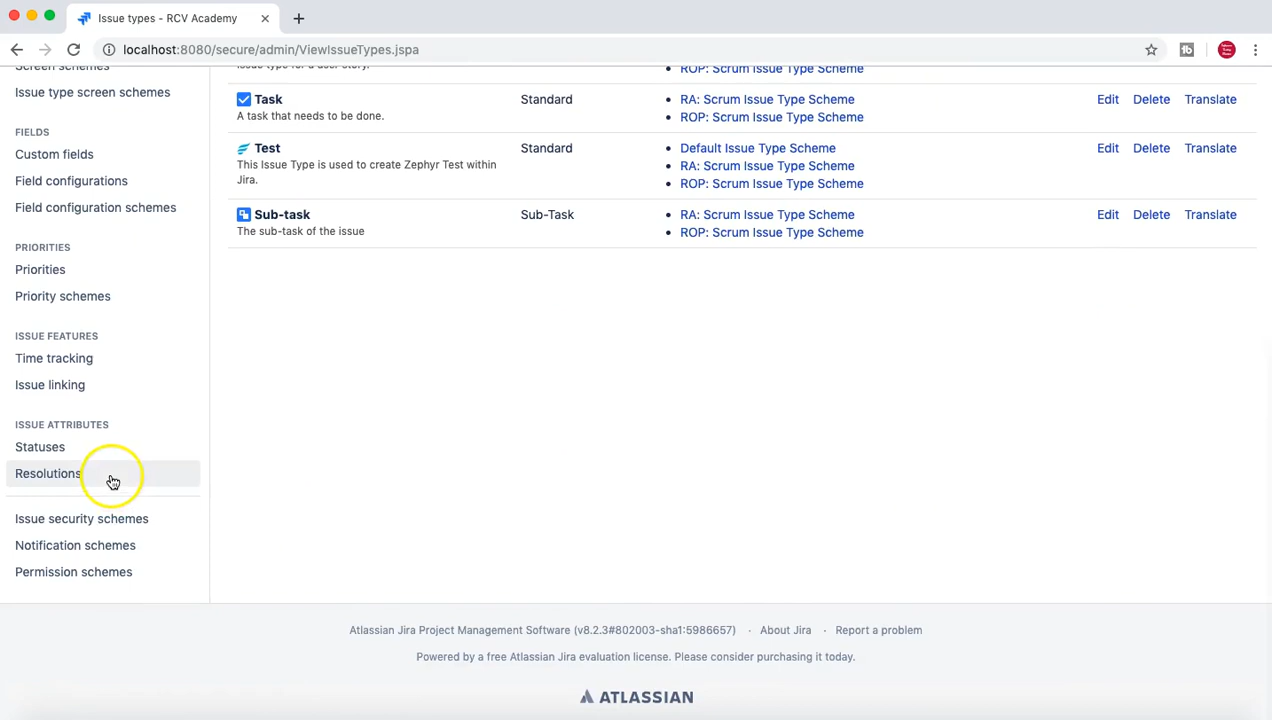 Issue types - RCV Academy
localhost:8080/secure/admin/ViewIssueTypes.jspa
Screen schemes
Issue type screen schemes
FIELDS
Custom fields
Field configurations
Field configuration schemes
PRIORITIES
Priorities
Priority schemes
ISSUE FEATURES
Time tracking
Issue linking
ISSUE ATTRIBUTES
Statuses
Resolutions
Issue security schemes
Notification schemes
Permission schemes
Issue type for a user story.
ROP: Scrum Issue Type Scheme
Task
A task that needs to be done.
Standard
RA: Scrum Issue Type Scheme
ROP: Scrum Issue Type Scheme
Edit Delete Translate
Test
This Issue Type is used to create Zephyr Test within
Jira.
Standard
Default Issue Type Scheme
RA: Scrum Issue Type Scheme
ROP: Scrum Issue Type Scheme
Edit Delete Translate
Sub-task
The sub-task of the issue
Sub-Task
RA: Scrum Issue Type Scheme
ROP: Scrum Issue Type Scheme
Edit Delete Translate
Atlassian Jira Project Management Software (v8.2.3#802003-sha1:5986657) · About Jira · Report a problem
Powered by a free Atlassian Jira evaluation license. Please consider purchasing it today.
ATLASSIAN